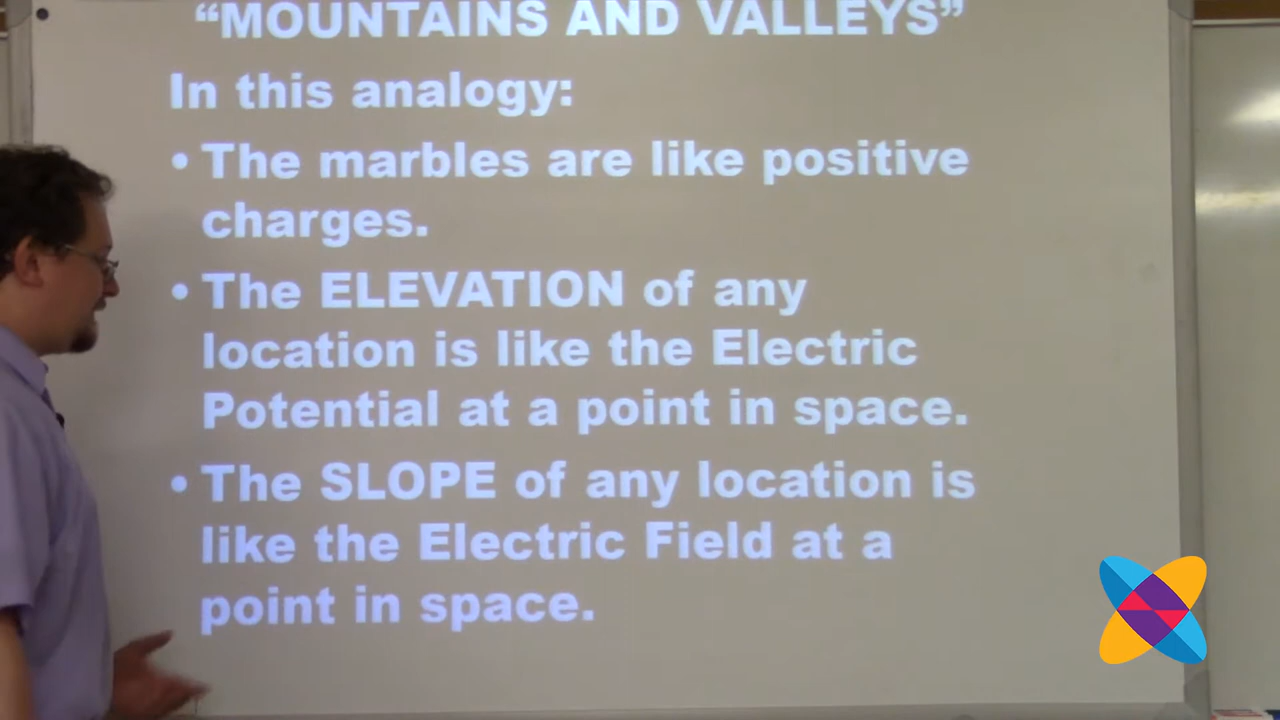 “MOUNTAINS AND VALLEYS”
In this analogy:
• The marbles are like positive
charges.
• The ELEVATION of any
location is like the Electric
Potential at a point in space.
• The SLOPE of any location is
like the Electric Field at a
point in space.